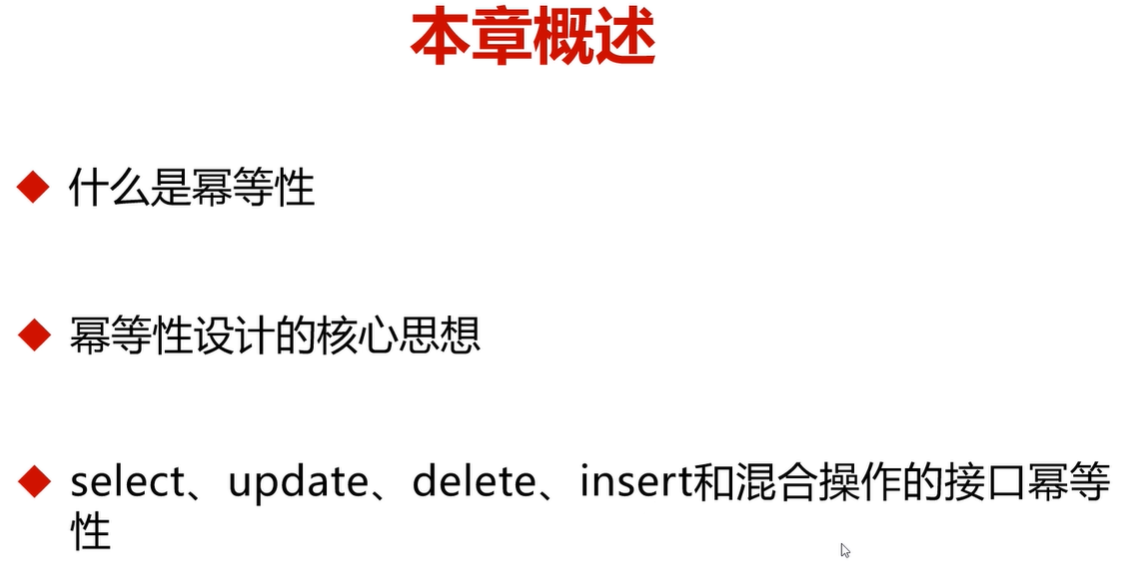 本章概述
什么是幂等性
幂等性设计的核心思想
select、update、delete、insert和混合操作的接口幂等
性